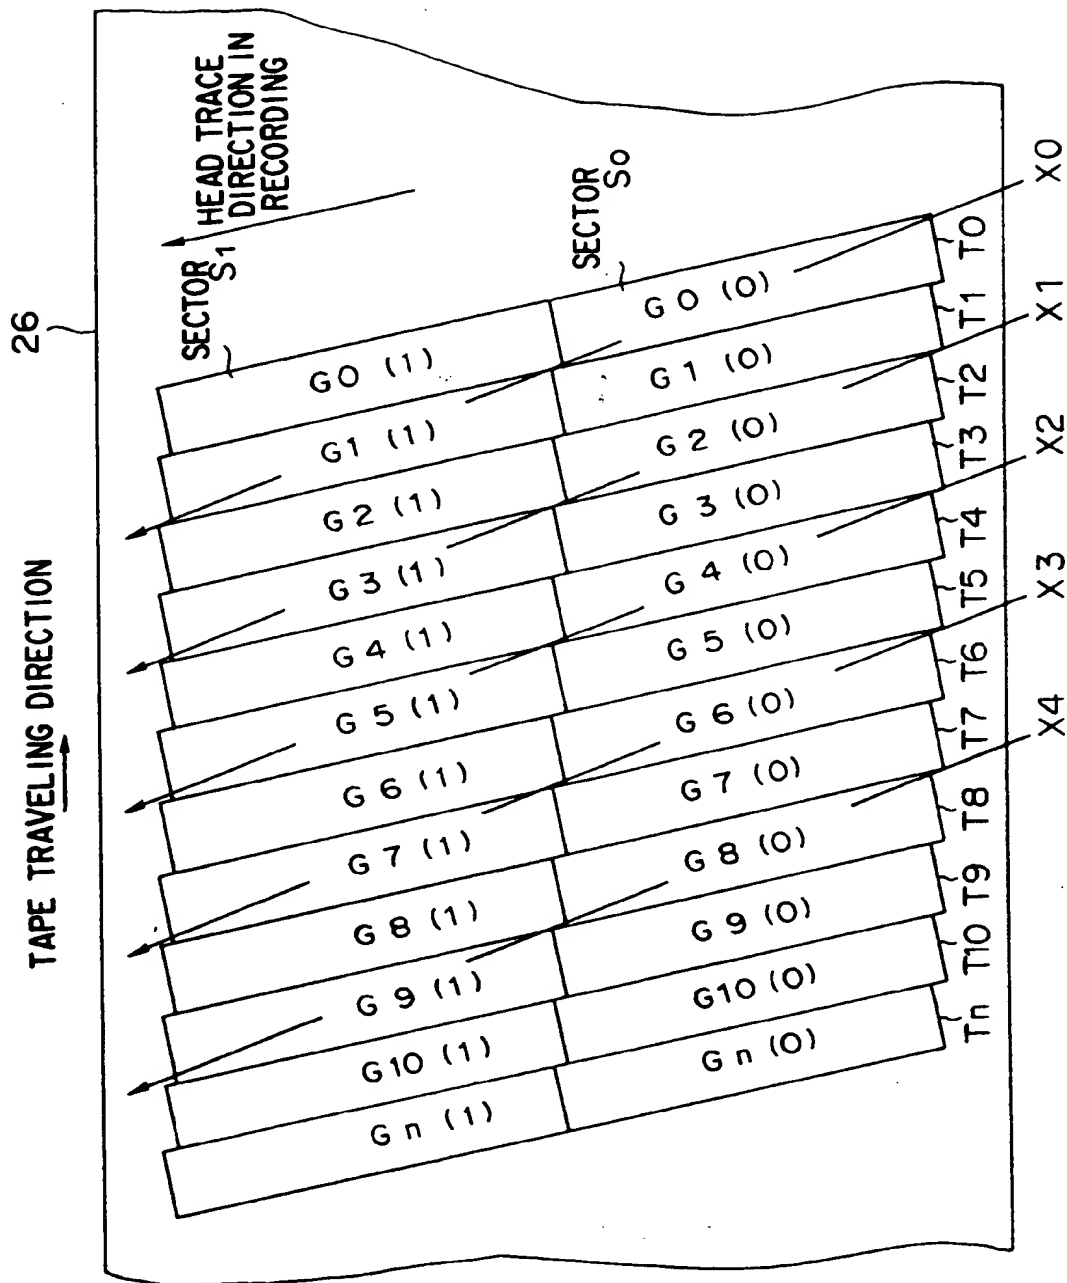 26
TAPE TRAVELING DIRECTION
HEAD TRACE
DIRECTION IN
RECORDING
SECTOR
S1
SECTOR
S0
G0 (1)
G1 (1)
G2 (1)
G3 (1)
G4 (1)
G5 (1)
G6 (1)
G7 (1)
G8 (1)
G9 (1)
G10 (1)
Gn (1)
G0 (0)
G1 (0)
G2 (0)
G3 (0)
G4 (0)
G5 (0)
G6 (0)
G7 (0)
G8 (0)
G9 (0)
G10 (0)
Gn (0)
T0
T1
T2
T3
T4
T5
T6
T7
T8
T9
T10
Tn
X0
X1
X2
X3
X4